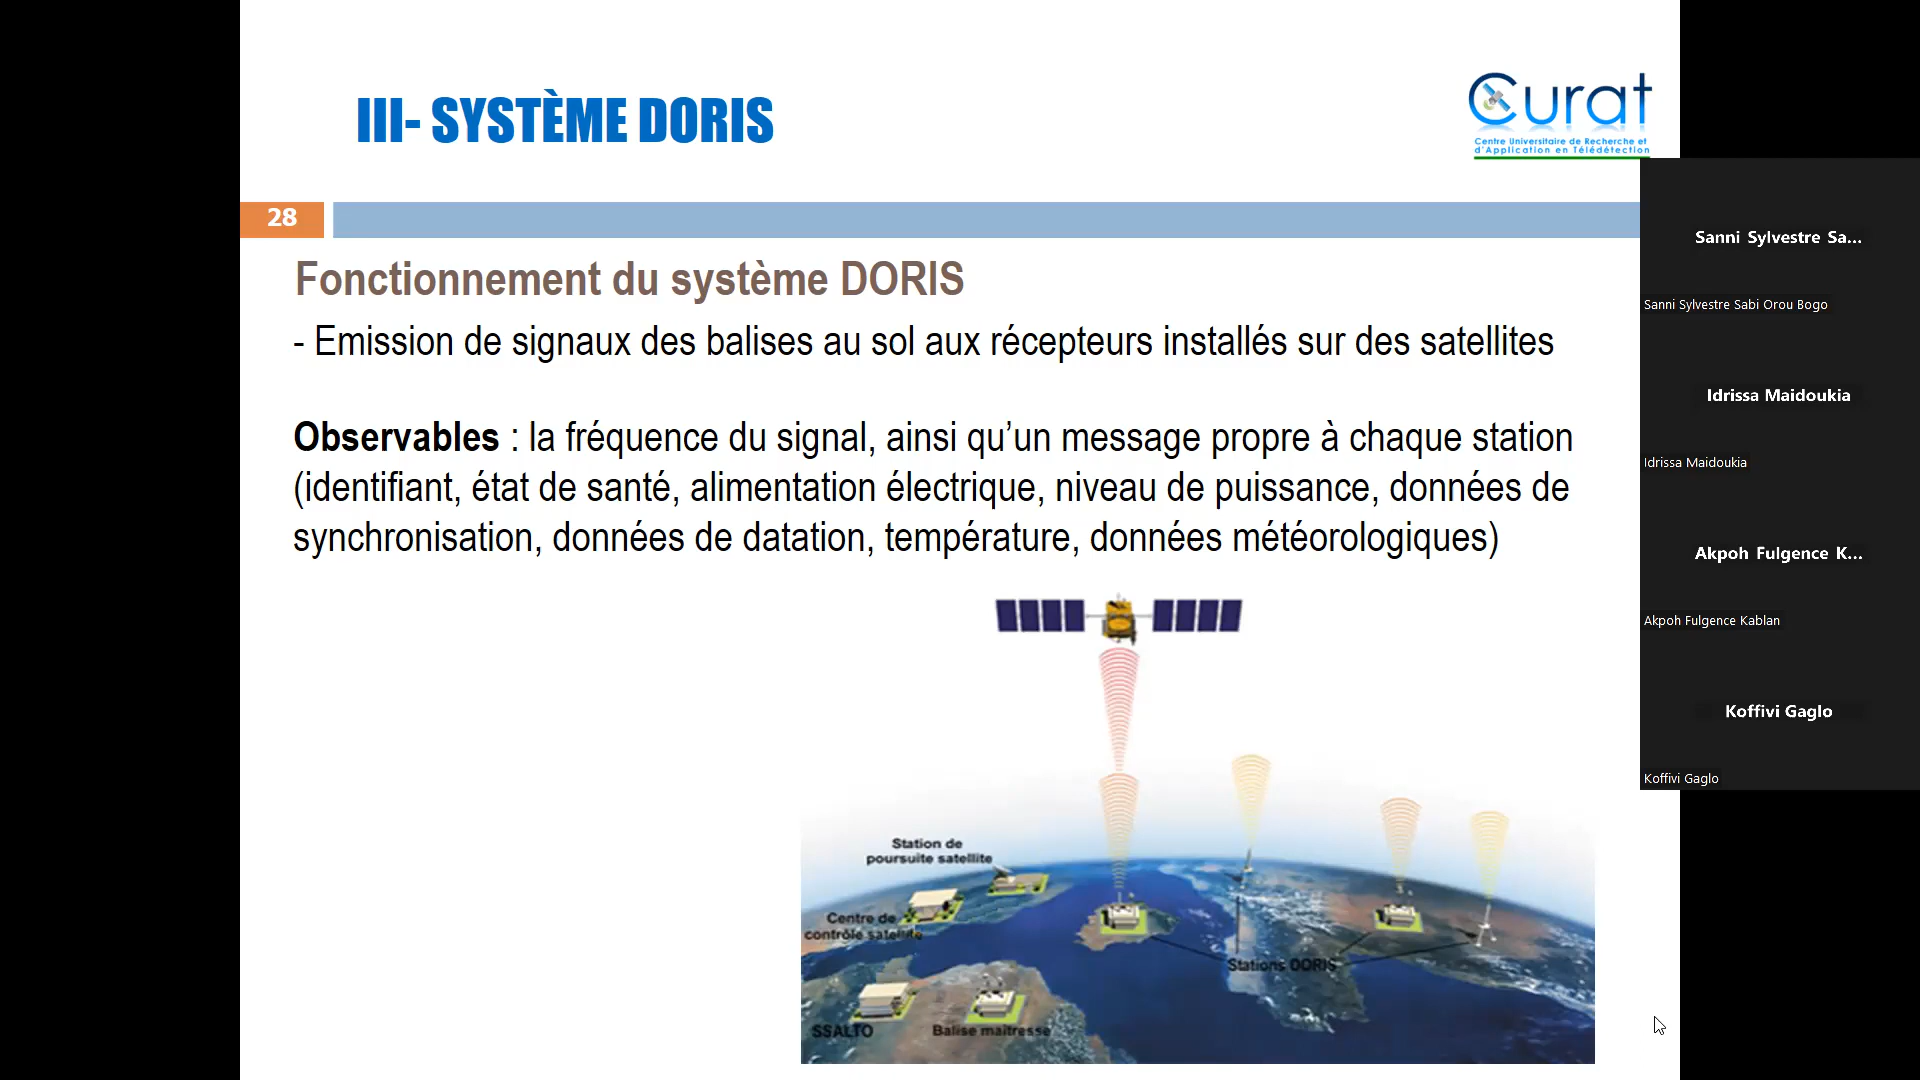 III- SYSTÈME DORIS
Curat
Centre Universitaire de Recherche et
d'Application en Télédétection
28
Fonctionnement du système DORIS
- Emission de signaux des balises au sol aux récepteurs installés sur des satellites
Observables : la fréquence du signal, ainsi qu’un message propre à chaque station
(identifiant, état de santé, alimentation électrique, niveau de puissance, données de
synchronisation, données de datation, température, données météorologiques)
Station de
poursuite satellite
Centre de
contrôle satellite
Stations DORIS
SSALTO
Balise maîtresse
Sanni Sylvestre Sa...
Sanni Sylvestre Sabi Orou Bogo
Idrissa Maidoukia
Idrissa Maidoukia
Akpoh Fulgence K...
Akpoh Fulgence Kablan
Koffivi Gaglo
Koffivi Gaglo